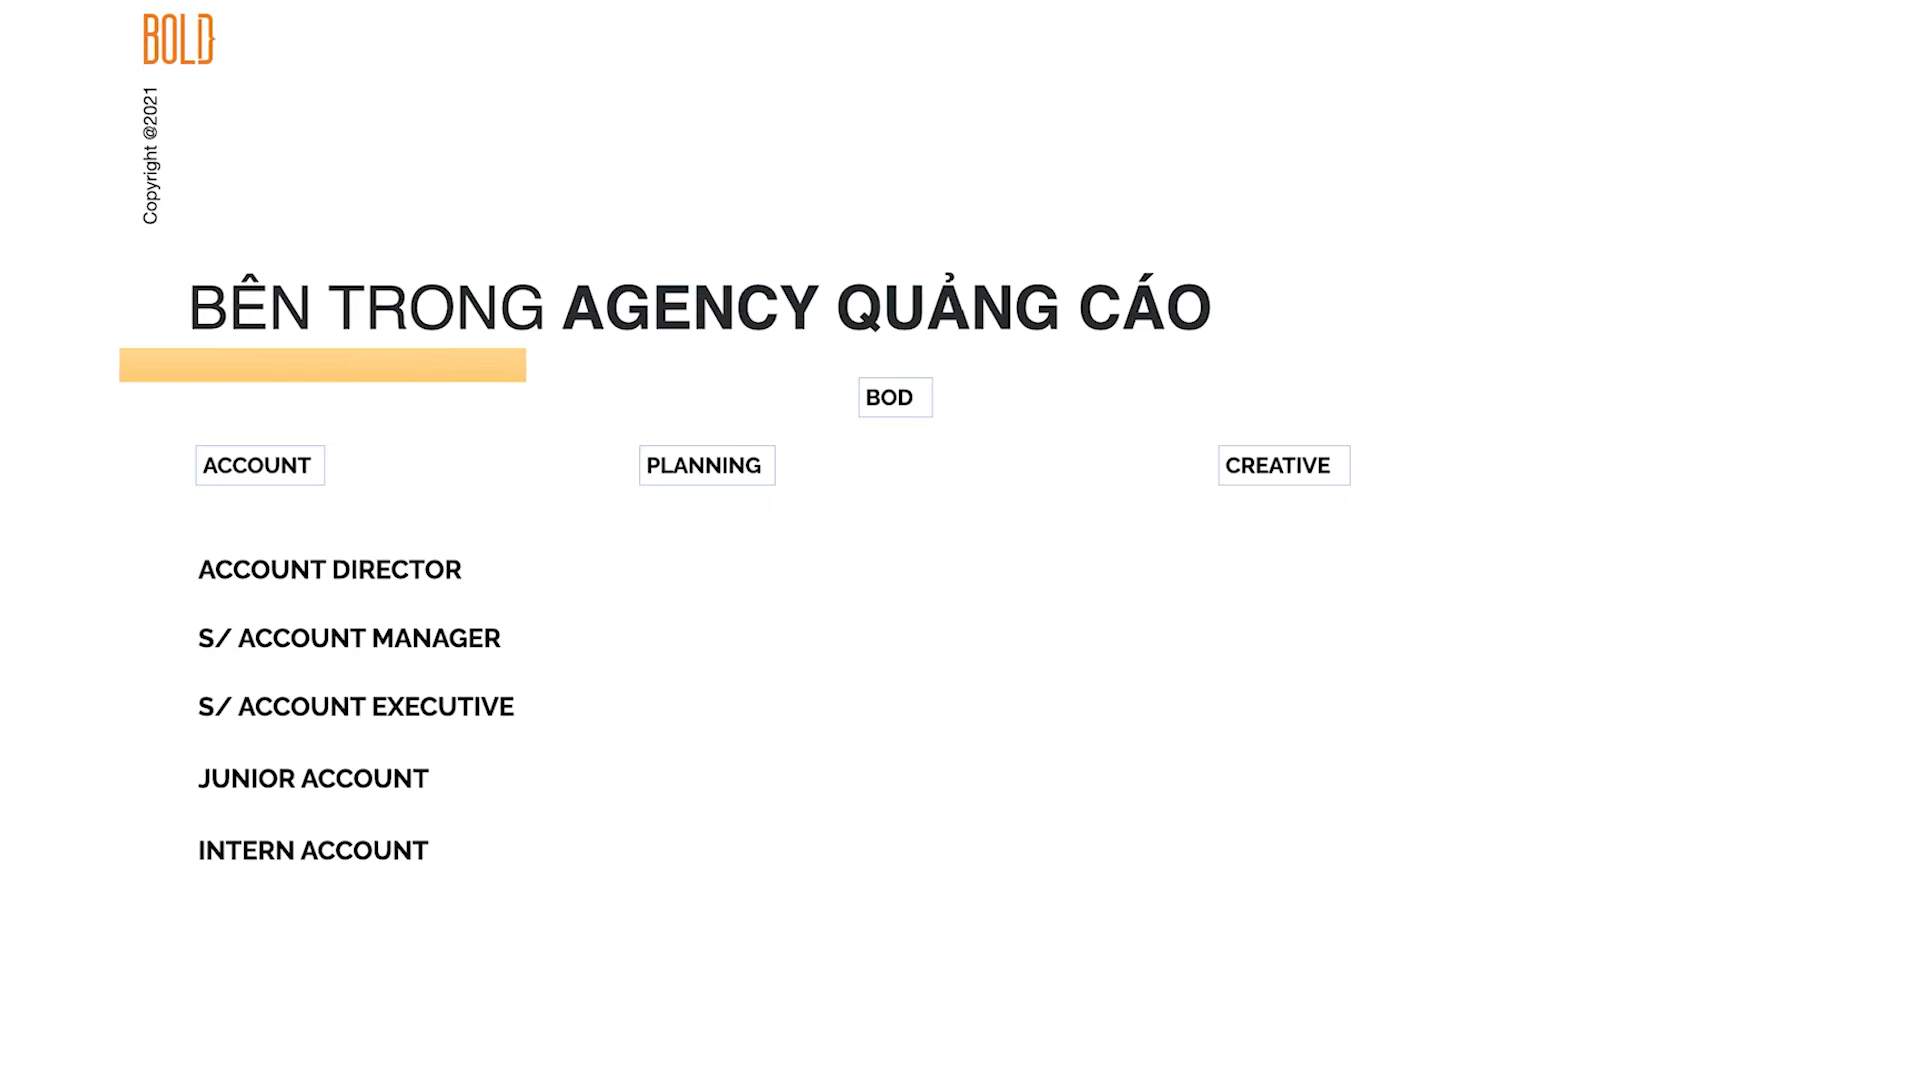 BOLD
Copyright @2021
BÊN TRONG AGENCY QUẢNG CÁO
BOD
ACCOUNT PLANNING CREATIVE
ACCOUNT DIRECTOR
S/ ACCOUNT MANAGER
S/ ACCOUNT EXECUTIVE
JUNIOR ACCOUNT
INTERN ACCOUNT